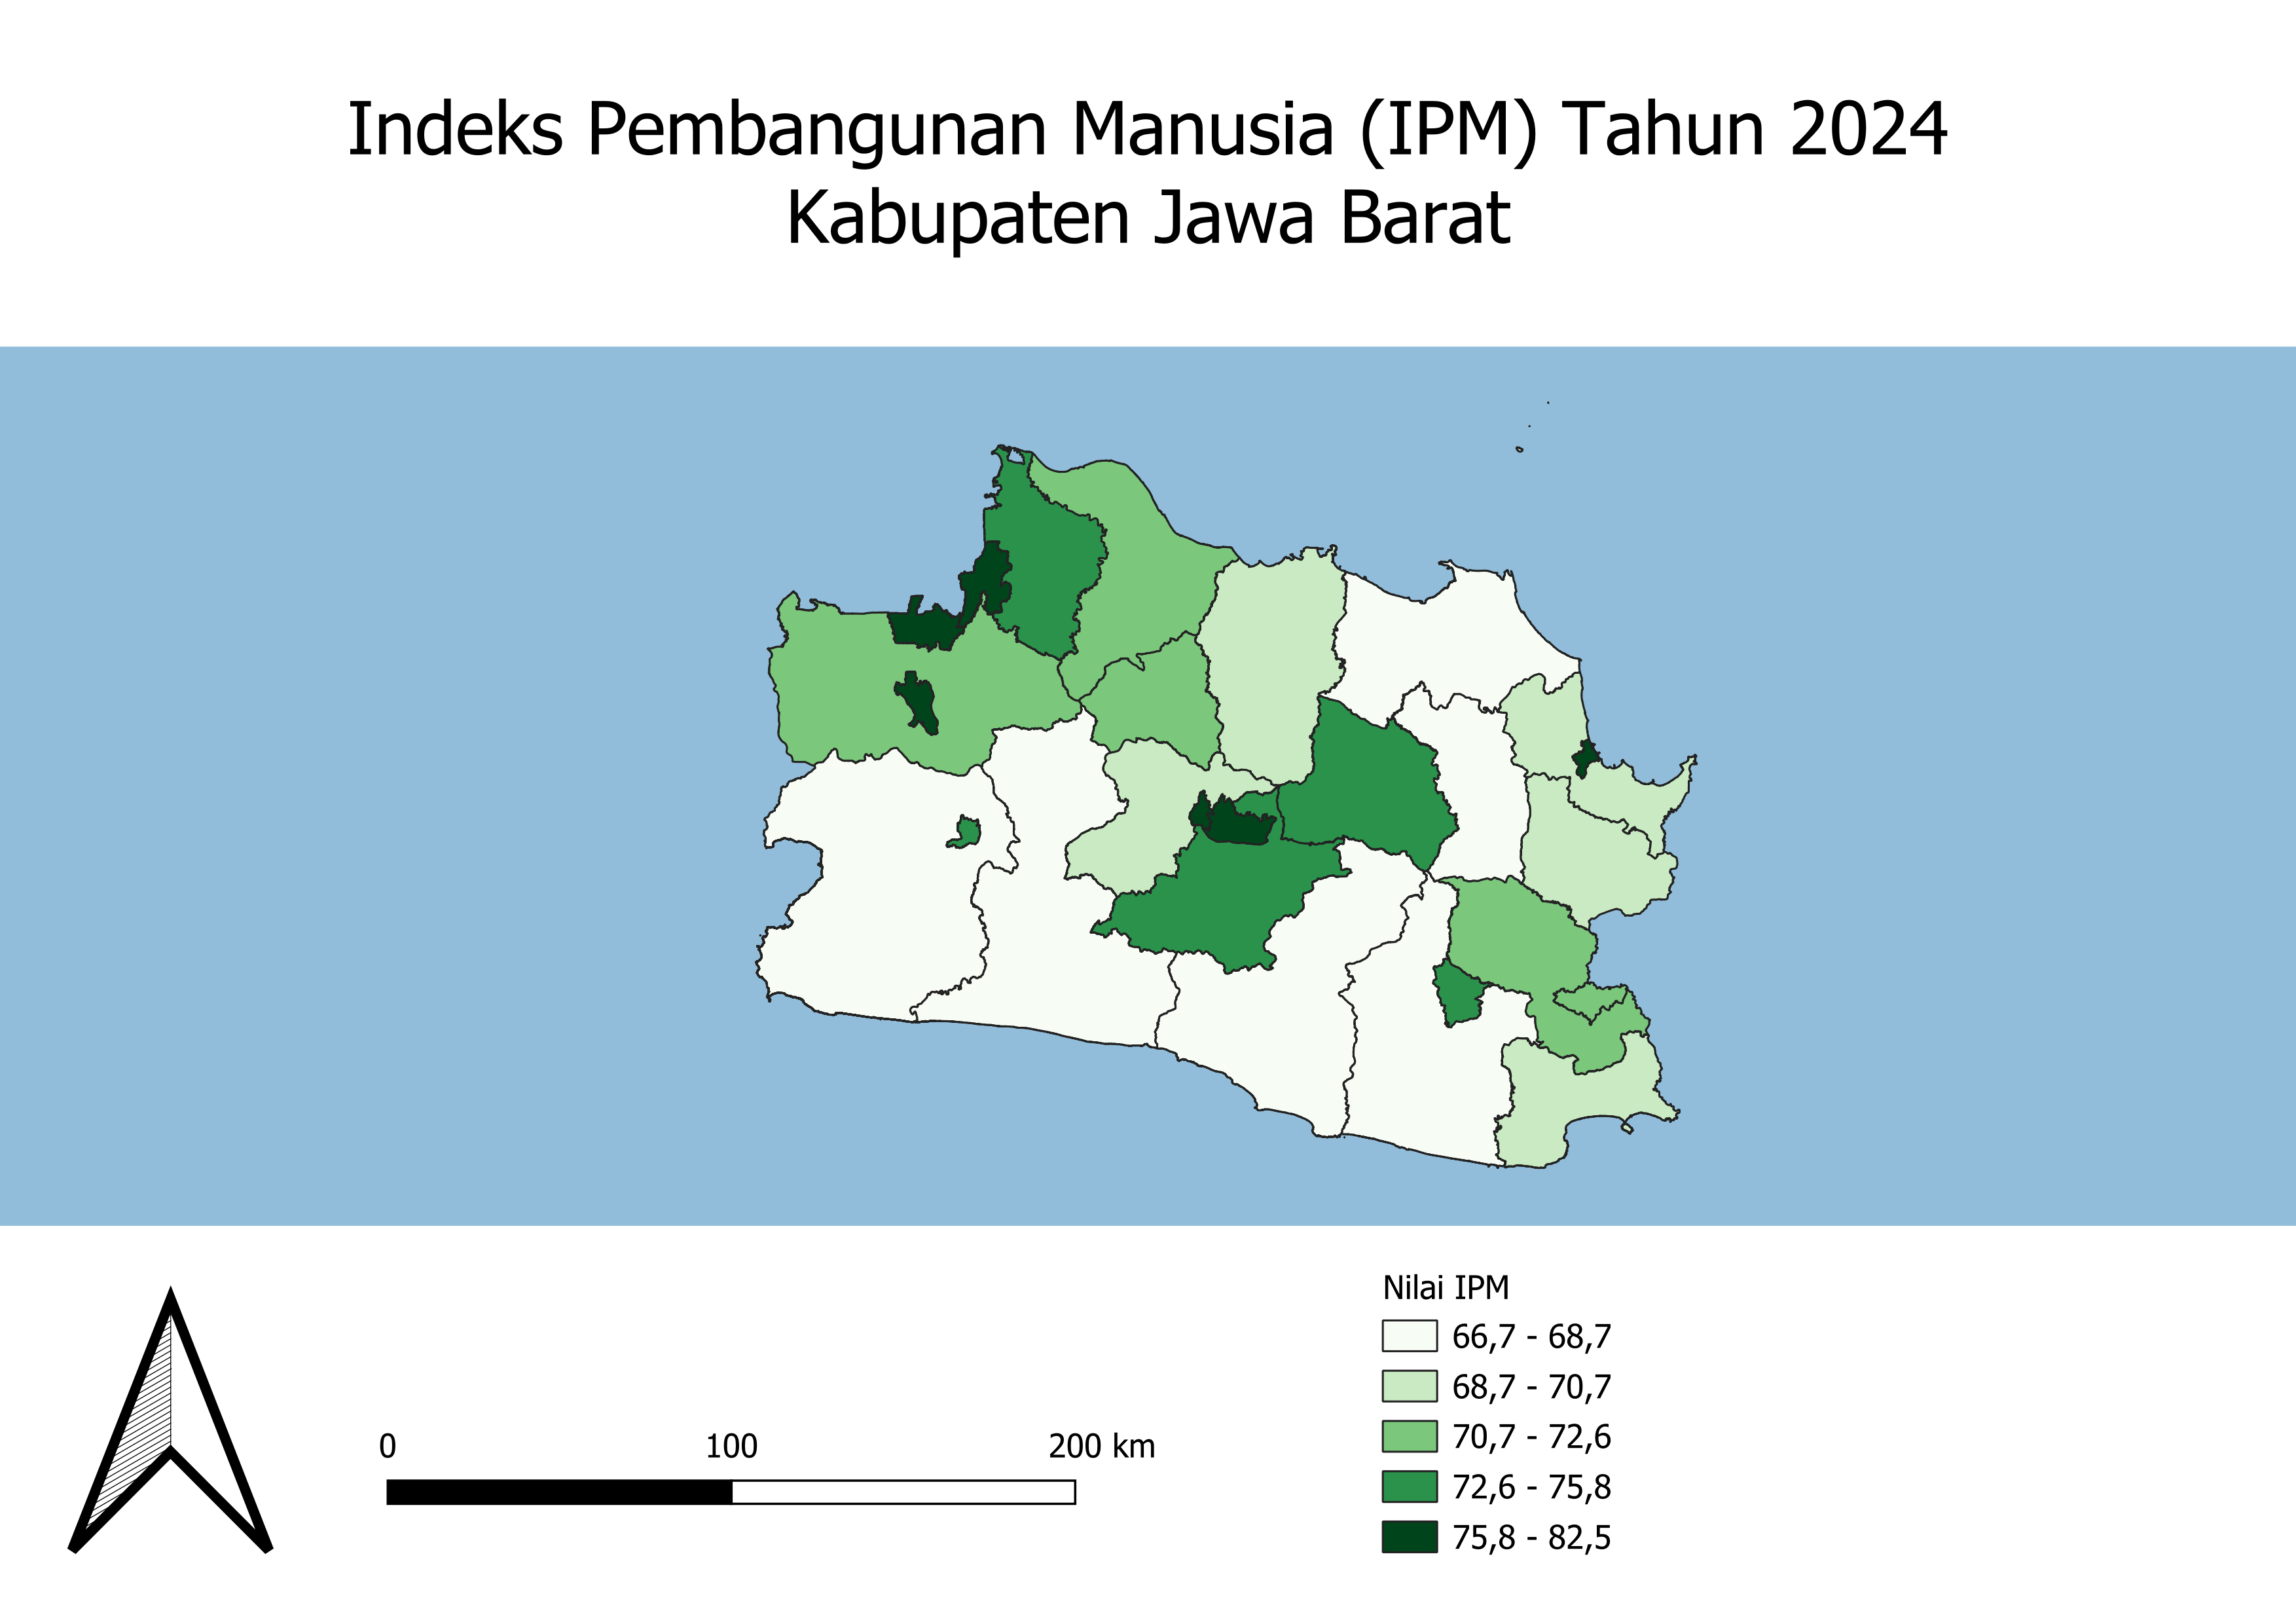 Indeks Pembangunan Manusia (IPM) Tahun 2024
Kabupaten Jawa Barat
0 100 200 km
Nilai IPM
66,7 - 68,7
68,7 - 70,7
70,7 - 72,6
72,6 - 75,8
75,8 - 82,5